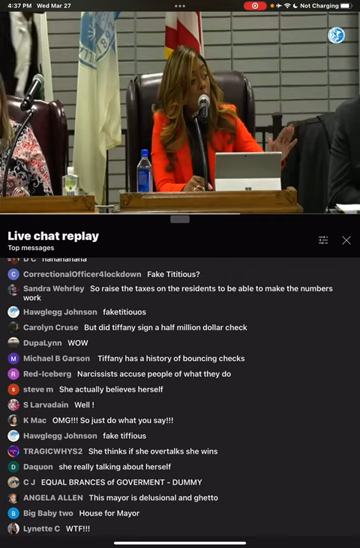 4:37 PM Wed Mar 27
Not Charging
Live chat replay
Top messages
D C hahahahaha
CorrectionalOfficer4lockdown Fake Tititious?
Sandra Wehrley So raise the taxes on the residents to be able to make the numbers
work
Hawglegg Johnson faketitiouos
Carolyn Cruse But did tiffany sign a half million dollar check
DupaLynn WOW
M Michael B Garson Tiffany has a history of bouncing checks
R Red-Iceberg Narcissists accuse people of what they do
steve m She actually believes herself
S Larvadain Well !
K Mac OMG!!! So just do what you say!!!
Hawglegg Johnson fake tiffious
TRAGICWHYS2 She thinks if she overtalks she wins
D Daquon she really talking about herself
C J EQUAL BRANCES of GOVERMENT - DUMMY
ANGELA ALLEN This mayor is delusional and ghetto
B Big Baby two House for Mayor
Lynette C WTF!!!